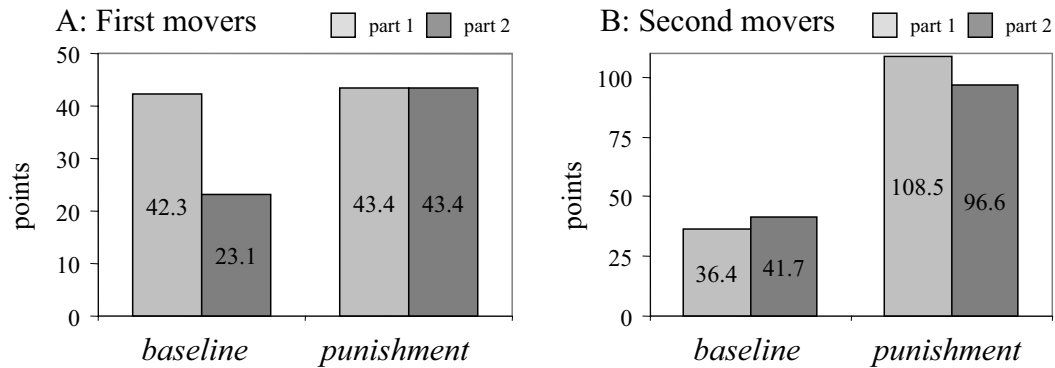 A: First movers
part 1 part 2
points
50
40
30
20
10
0
42.3
23.1
43.4
43.4
baseline punishment
B: Second movers
part 1 part 2
points
100
75
50
25
0
36.4
41.7
108.5
96.6
baseline punishment